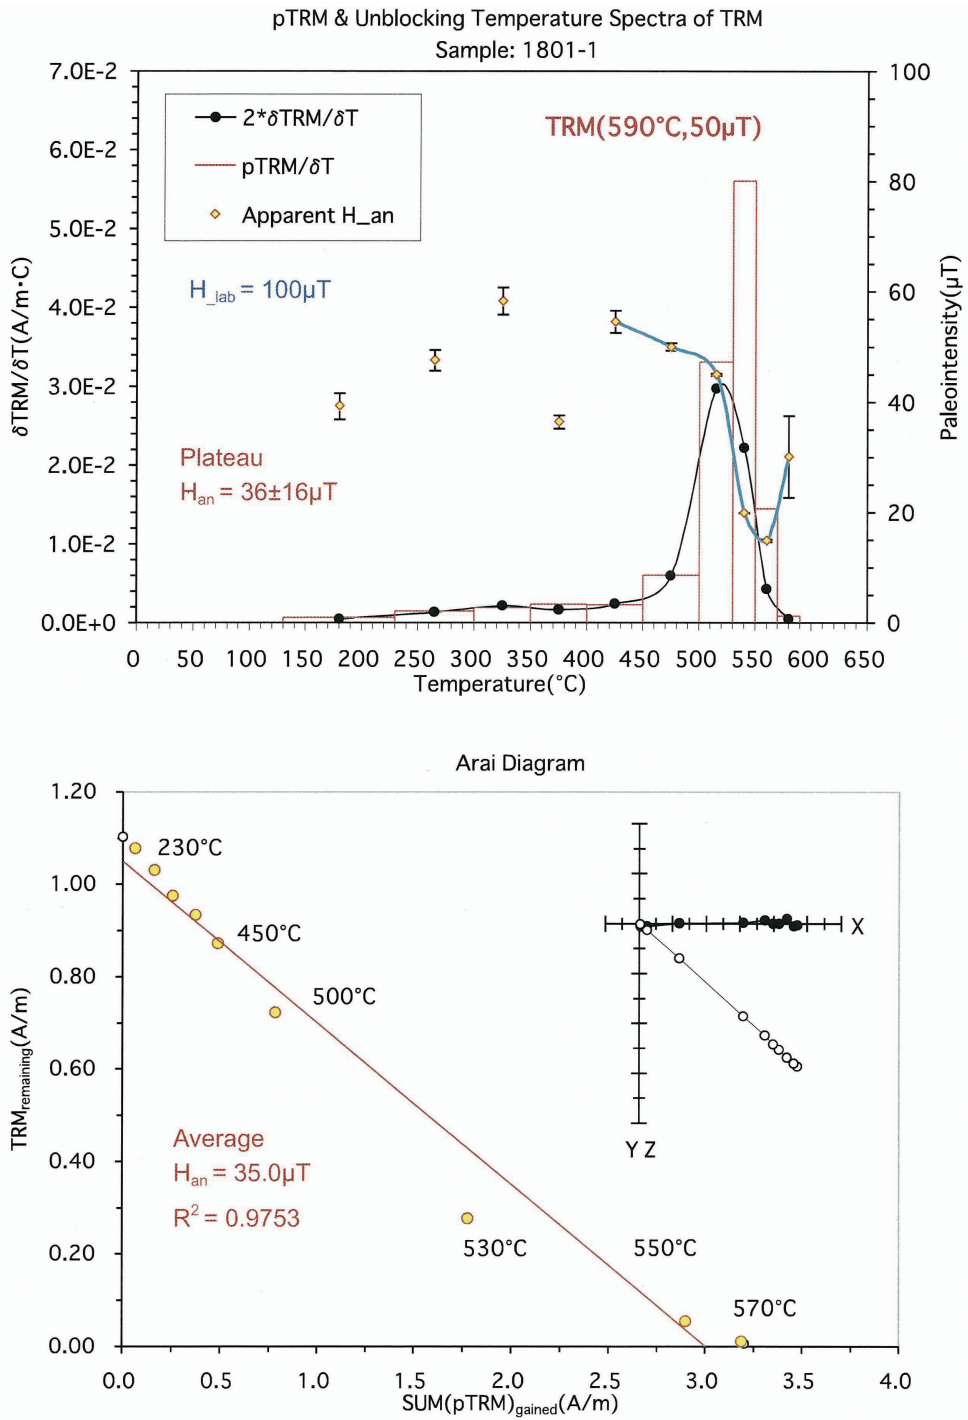 pTRM & Unblocking Temperature Spectra of TRM
Sample: 1801-1
7.0E-2
6.0E-2
5.0E-2
4.0E-2
3.0E-2
2.0E-2
1.0E-2
0.0E+0
δTRM/δT(A/m•C)
2*δTRM/δT
pTRM/δT
Apparent H_an
TRM(590°C,50μT)
H_lab = 100μT
Plateau
Han = 36±16μT
100
80
60
40
20
0
Paleointensity(μT)
0 50 100 150 200 250 300 350 400 450 500 550 600 650
Temperature(°C)
Arai Diagram
1.20
1.00
0.80
0.60
0.40
0.20
0.00
TRMremaining(A/m)
230°C
450°C
500°C
530°C
550°C
570°C
X
Y Z
Average
Han = 35.0μT
R2 = 0.9753
0.0 0.5 1.0 1.5 2.0 2.5 3.0 3.5 4.0
SUM(pTRM)gained(A/m)